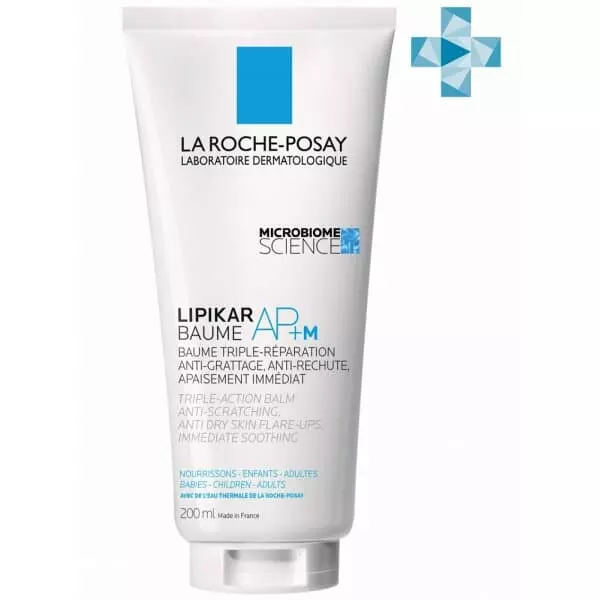 LA ROCHE-POSAY
LABORATOIRE DERMATOLOGIQUE
MICROBIOME
SCIENCE
LIPIKAR
BAUME AP+M
BAUME TRIPLE-RÉPARATION
ANTI-GRATTAGE, ANTI-RECHUTE,
APAISEMENT IMMÉDIAT
TRIPLE-ACTION BALM
ANTI-SCRATCHING,
ANTI DRY SKIN FLARE-UPS,
IMMEDIATE SOOTHING
NOURRISSONS - ENFANTS - ADULTES
BABIES - CHILDREN - ADULTS
AVEC DE L'EAU THERMALE DE LA ROCHE-POSAY
200 ml Made in France